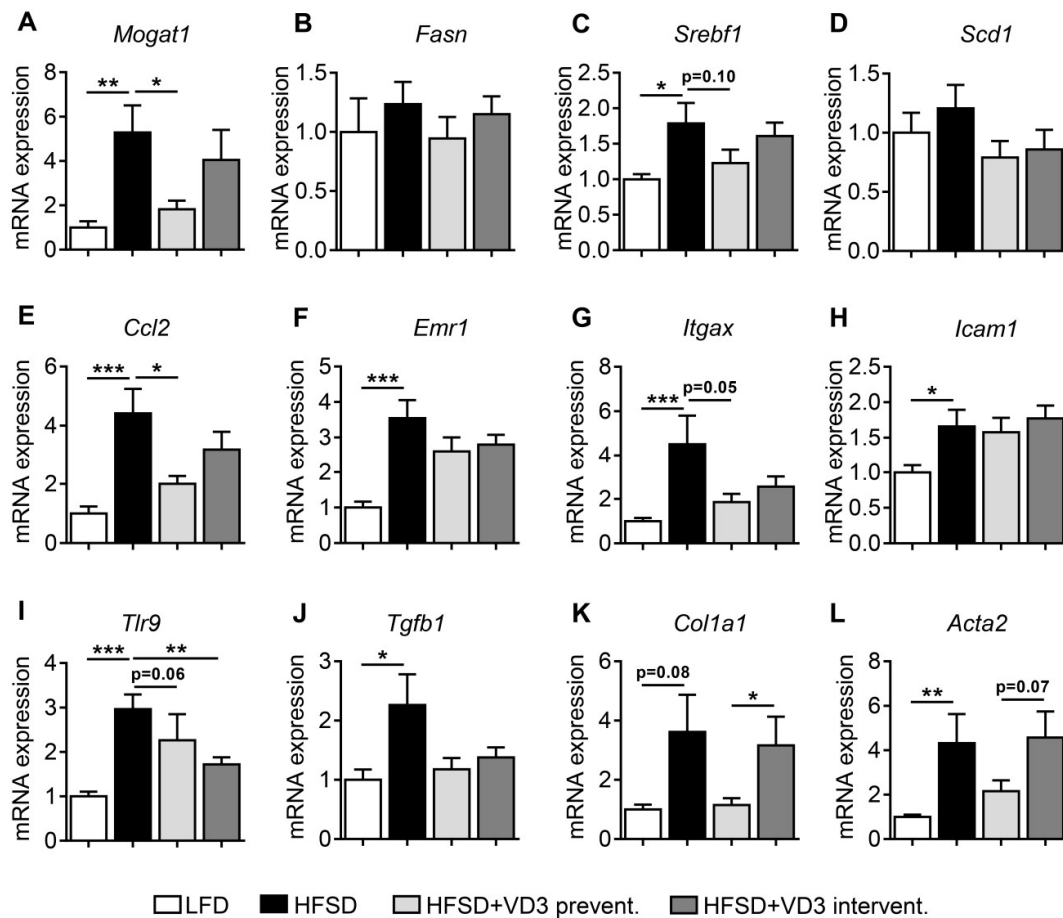 A
Mogat1
mRNA expression
8
6
4
2
0
**
*
B
Fasn
mRNA expression
1.5
1.0
0.5
0.0
C
Srebf1
mRNA expression
2.5
2.0
1.5
1.0
0.5
0.0
*
p=0.10
D
Scd1
mRNA expression
1.5
1.0
0.5
0.0
E
Ccl2
mRNA expression
6
4
2
0
***
*
F
Emr1
mRNA expression
5
4
3
2
1
0
***
G
Itgax
mRNA expression
8
6
4
2
0
***
p=0.05
H
Icam1
mRNA expression
2.5
2.0
1.5
1.0
0.5
0.0
*
I
Tlr9
mRNA expression
4
3
2
1
0
***
**
p=0.06
J
Tgfb1
mRNA expression
3
2
1
0
*
K
Col1a1
mRNA expression
6
4
2
0
p=0.08
*
L
Acta2
mRNA expression
8
6
4
2
0
**
p=0.07
LFD HFSD HFSD+VD3 prevent. HFSD+VD3 intervent.